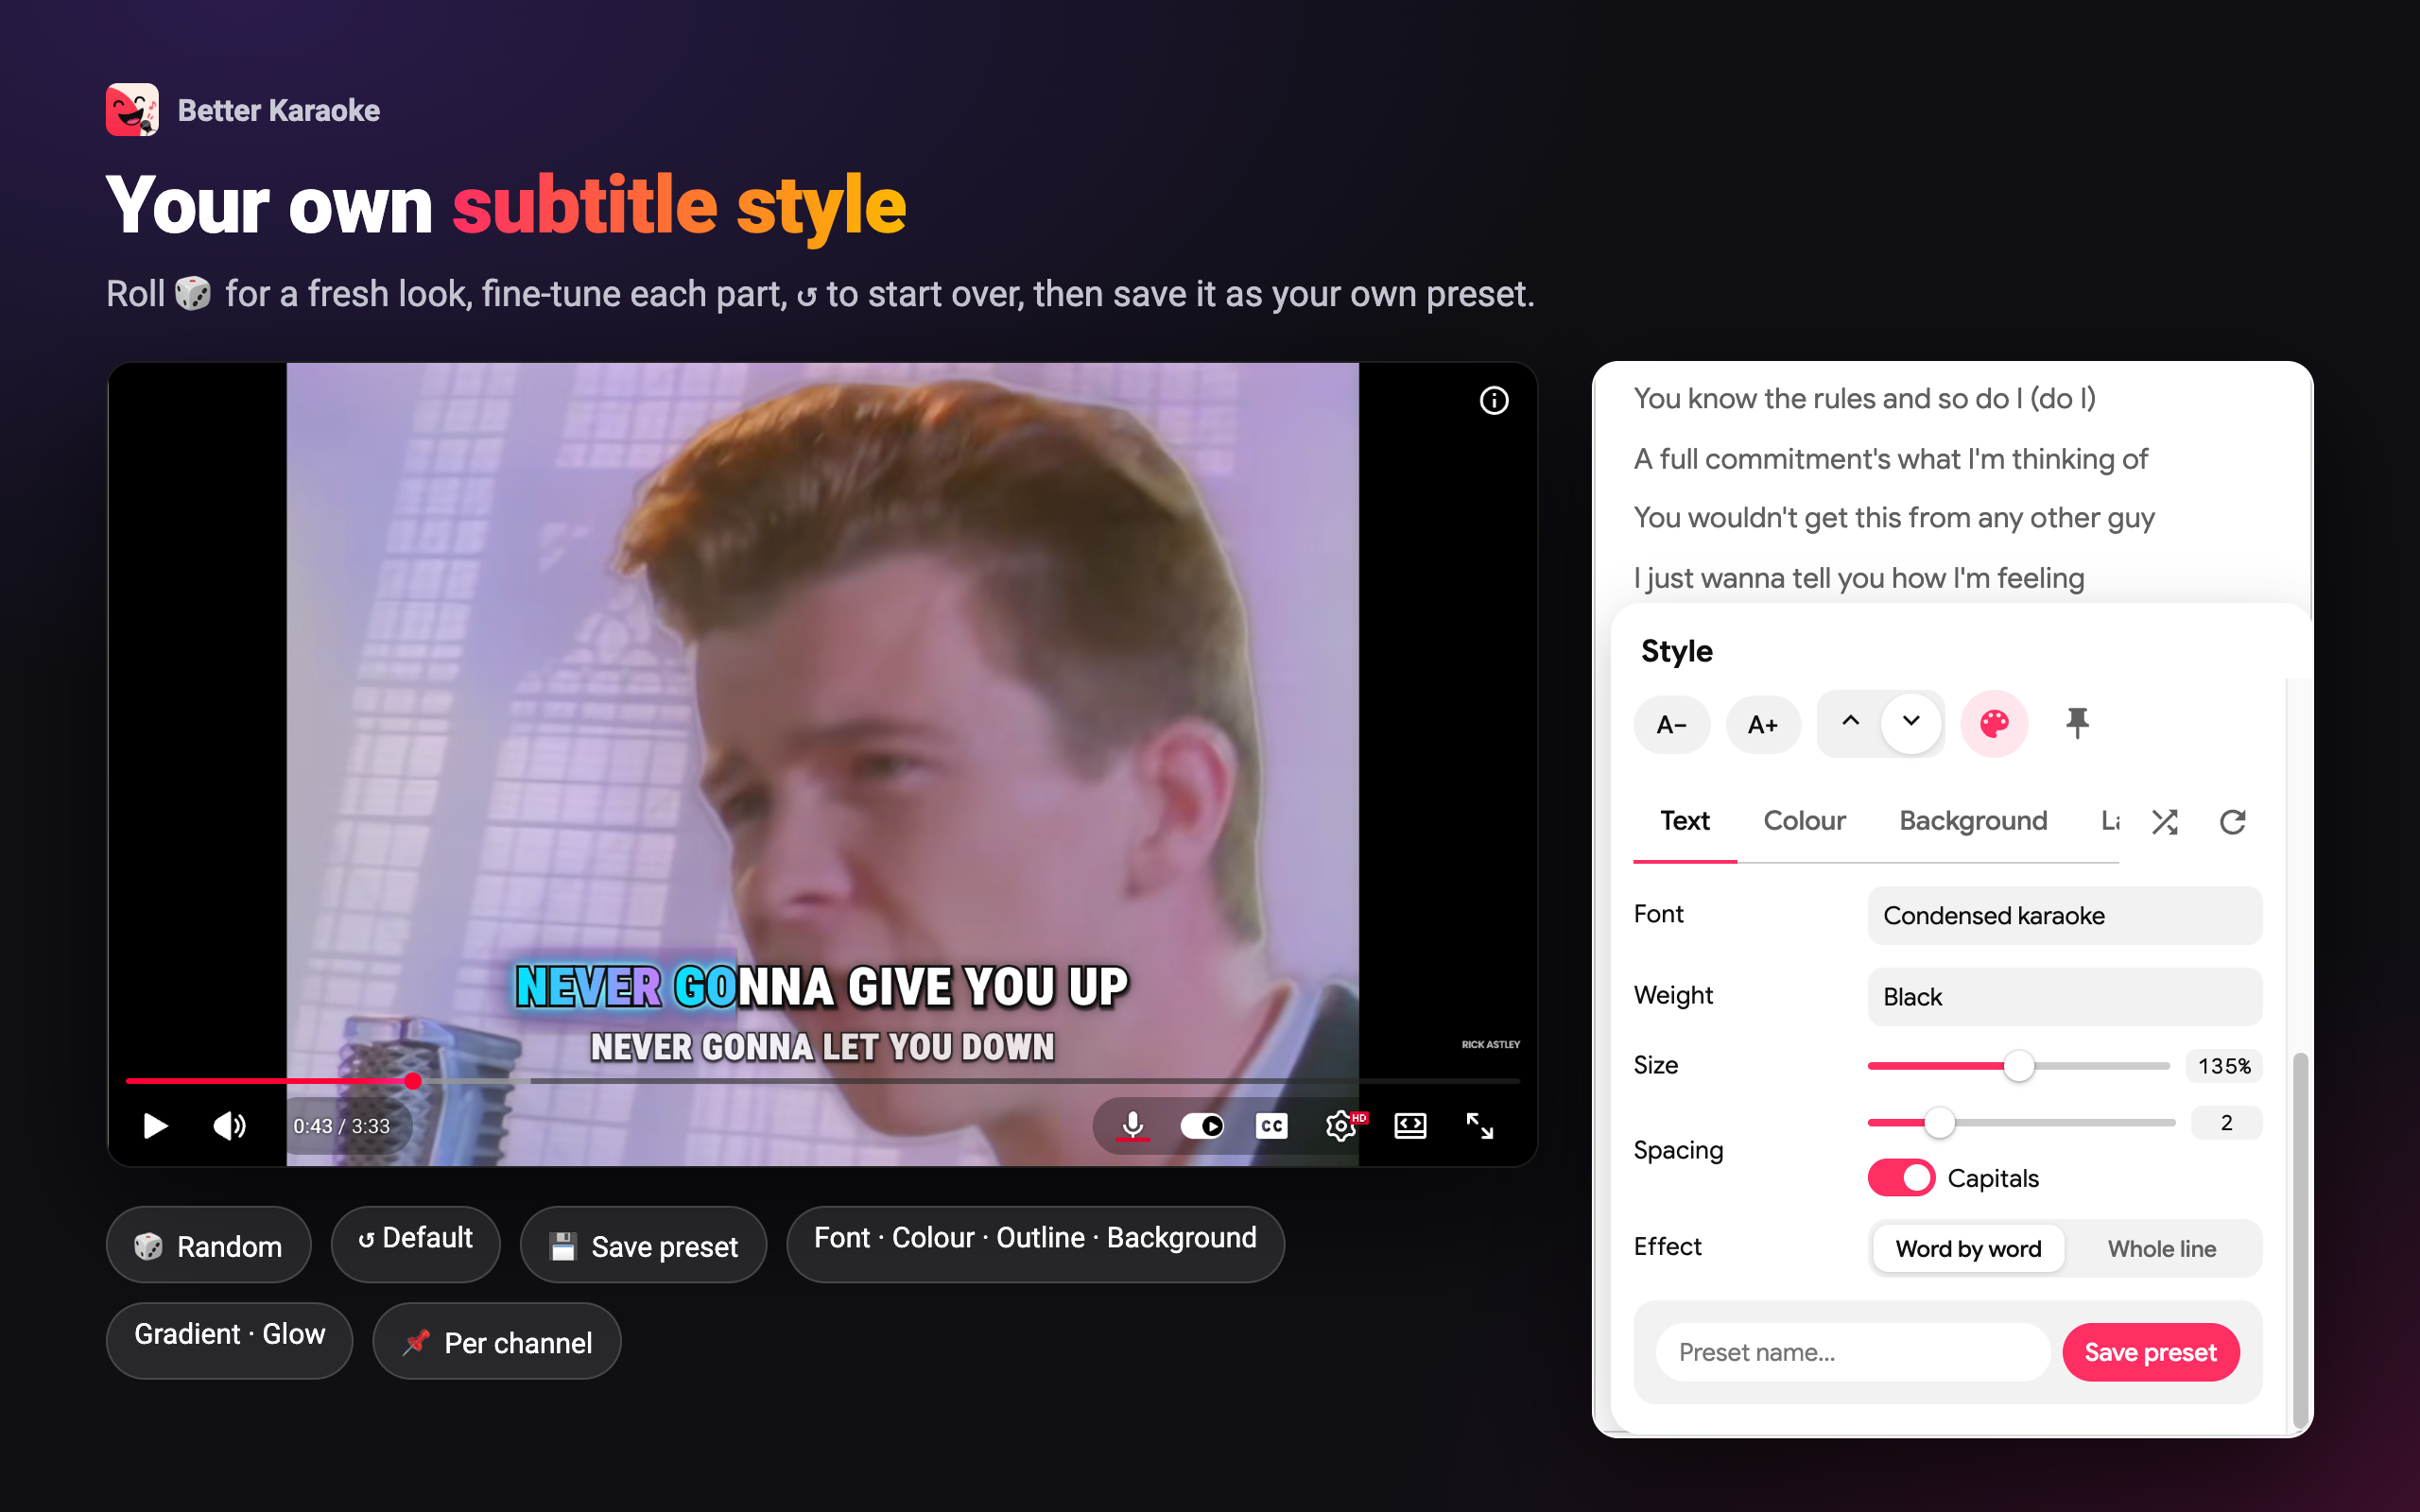 Better Karaoke
Your own subtitle style
Roll 🎲 for a fresh look, fine-tune each part, ↺ to start over, then save it as your own preset.
NEVER GONNA GIVE YOU UP
NEVER GONNA LET YOU DOWN
RICK ASTLEY
0:43 / 3:33
CC
HD
🎲 Random
↺ Default
💾 Save preset
Font · Colour · Outline · Background
Gradient · Glow
📌 Per channel
You know the rules and so do I (do I)
A full commitment's what I'm thinking of
You wouldn't get this from any other guy
I just wanna tell you how I'm feeling
Style
A− A+
Text Colour Background
Font Condensed karaoke
Weight Black
Size 135%
Spacing 2
Capitals
Effect Word by word Whole line
Preset name... Save preset